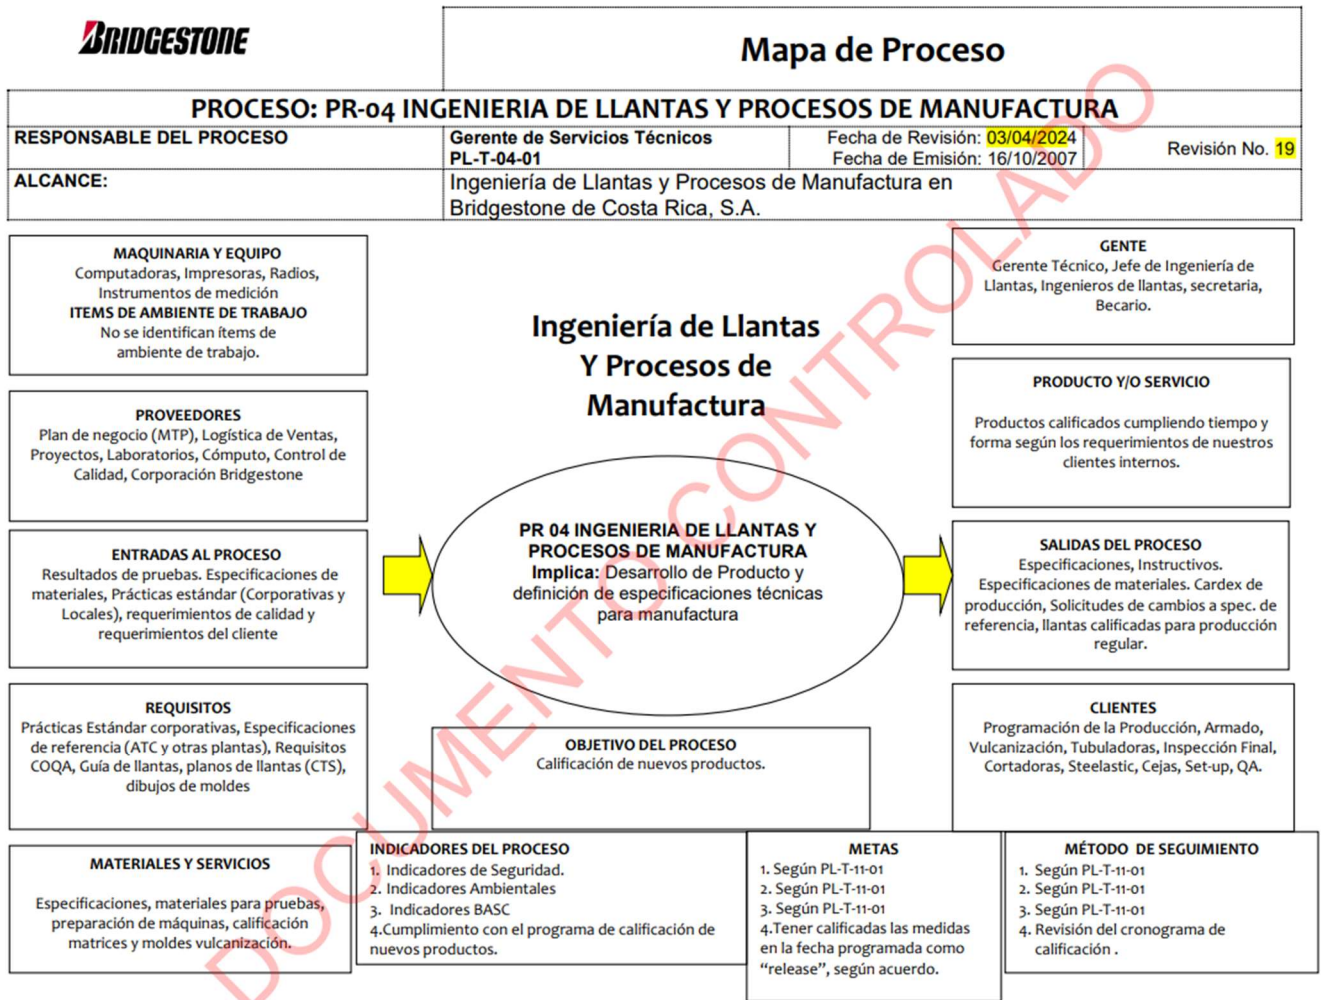 BRIDGESTONE
Mapa de Proceso
PROCESO: PR-04 INGENIERIA DE LLANTAS Y PROCESOS DE MANUFACTURA
RESPONSABLE DEL PROCESO
Gerente de Servicios Técnicos
PL-T-04-01
Fecha de Revisión: 03/04/2024
Fecha de Emisión: 16/10/2007
Revisión No. 19
ALCANCE:
Ingeniería de Llantas y Procesos de Manufactura en
Bridgestone de Costa Rica, S.A.
MAQUINARIA Y EQUIPO
Computadoras, Impresoras, Radios,
Instrumentos de medición
ITEMS DE AMBIENTE DE TRABAJO
No se identifican ítems de
ambiente de trabajo.
PROVEEDORES
Plan de negocio (MTP), Logística de Ventas,
Proyectos, Laboratorios, Cómputo, Control de
Calidad, Corporación Bridgestone
ENTRADAS AL PROCESO
Resultados de pruebas. Especificaciones de
materiales, Prácticas estándar (Corporativas y
Locales), requerimientos de calidad y
requerimientos del cliente
REQUISITOS
Prácticas Estándar corporativas, Especificaciones
de referencia (ATC y otras plantas), Requisitos
COQA, Guía de llantas, planos de llantas (CTS),
dibujos de moldes
MATERIALES Y SERVICIOS
Especificaciones, materiales para pruebas,
preparación de máquinas, calificación
matrices y moldes vulcanización.
Ingeniería de Llantas
Y Procesos de
Manufactura
PR 04 INGENIERIA DE LLANTAS Y
PROCESOS DE MANUFACTURA
Implica: Desarrollo de Producto y
definición de especificaciones técnicas
para manufactura
OBJETIVO DEL PROCESO
Calificación de nuevos productos.
GENTE
Gerente Técnico, Jefe de Ingeniería de
Llantas, Ingenieros de llantas, secretaria,
Becario.
PRODUCTO Y/O SERVICIO
Productos calificados cumpliendo tiempo y
forma según los requerimientos de nuestros
clientes internos.
SALIDAS DEL PROCESO
Especificaciones, Instructivos.
Especificaciones de materiales. Cardex de
producción, Solicitudes de cambios a spec. de
referencia, llantas calificadas para producción
regular.
CLIENTES
Programación de la Producción, Armado,
Vulcanización, Tubuladoras, Inspección Final,
Cortadoras, Steelastic, Cejas, Set-up, QA.
INDICADORES DEL PROCESO
1. Indicadores de Seguridad.
2. Indicadores Ambientales
3. Indicadores BASC
4.Cumplimiento con el programa de calificación de
nuevos productos.
METAS
1. Según PL-T-11-01
2. Según PL-T-11-01
3. Según PL-T-11-01
4.Tener calificadas las medidas
en la fecha programada como
“release”, según acuerdo.
MÉTODO DE SEGUIMIENTO
1. Según PL-T-11-01
2. Según PL-T-11-01
3. Según PL-T-11-01
4. Revisión del cronograma de
calificación .
DOCUMENTO CONTROLADO